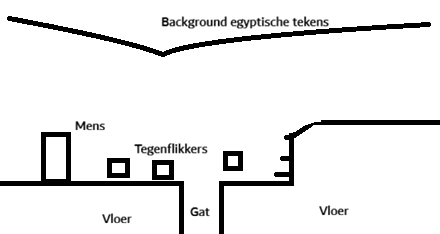 Background egyptische tekens
Mens
Tegenflikkers
Gat
Vloer
Vloer